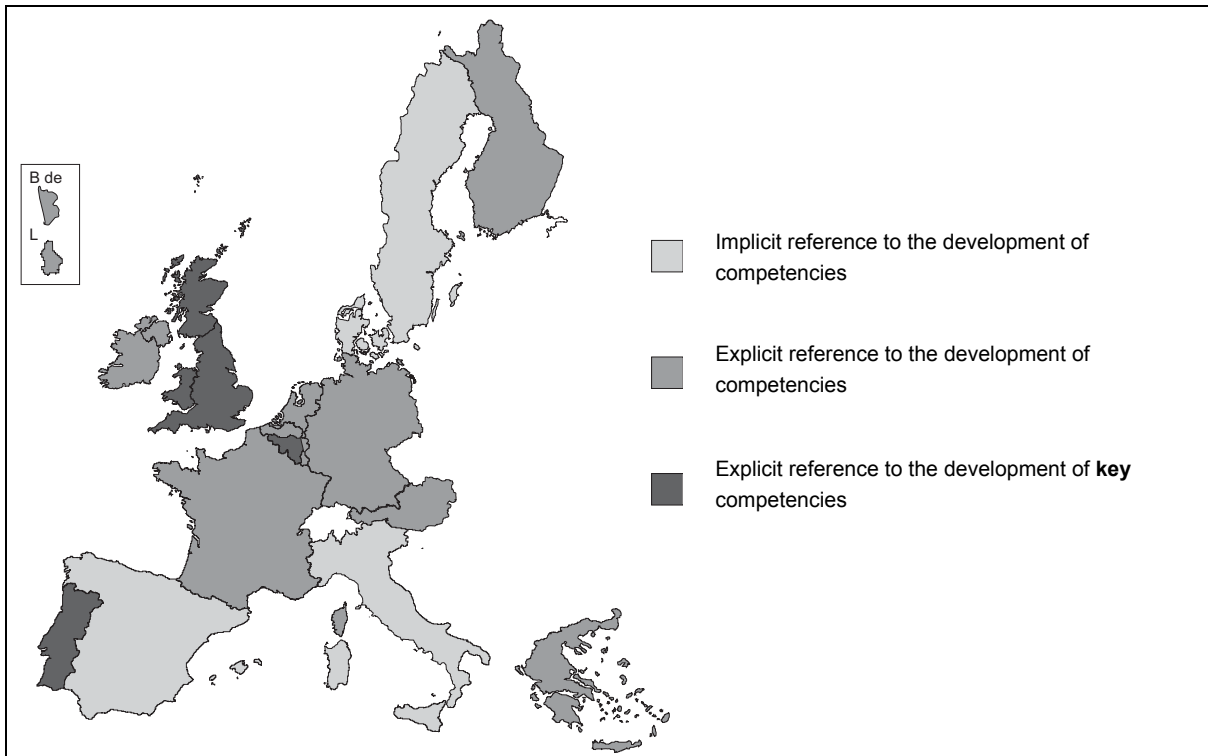 B de
L
Implicit reference to the development of
competencies
Explicit reference to the development of
competencies
Explicit reference to the development of key
competencies